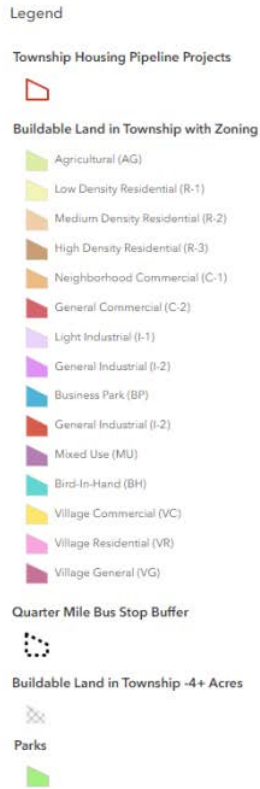 Legend
Township Housing Pipeline Projects
Buildable Land in Township with Zoning
Agricultural (AG)
Low Density Residential (R-1)
Medium Density Residential (R-2)
High Density Residential (R-3)
Neighborhood Commercial (C-1)
General Commercial (C-2)
Light Industrial (I-1)
General Industrial (I-2)
Business Park (BP)
General Industrial (I-2)
Mixed Use (MU)
Bird-In-Hand (BH)
Village Commercial (VC)
Village Residential (VR)
Village General (VG)
Quarter Mile Bus Stop Buffer
Buildable Land in Township -4+ Acres
Parks